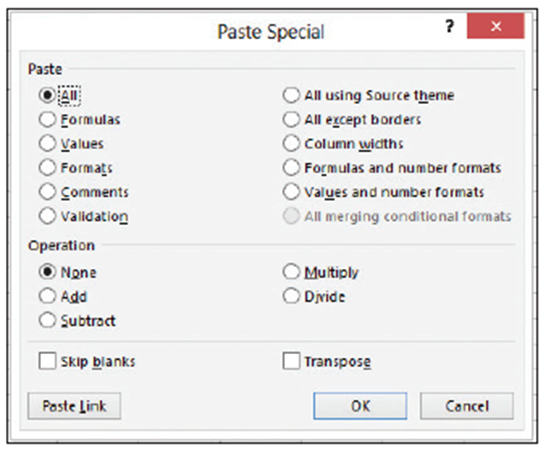 Paste Special
?
Paste
All
All using Source theme
Formulas
All except borders
Values
Column widths
Formats
Formulas and number formats
Comments
Values and number formats
Validation
All merging conditional formats
Operation
None
Multiply
Add
Divide
Subtract
Skip blanks
Transpose
Paste Link
OK
Cancel